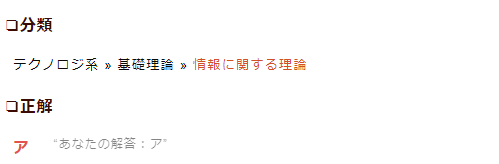 ❏分類
テクノロジ系 » 基礎理論 » 情報に関する理論
❏正解
ア “あなたの解答：ア”